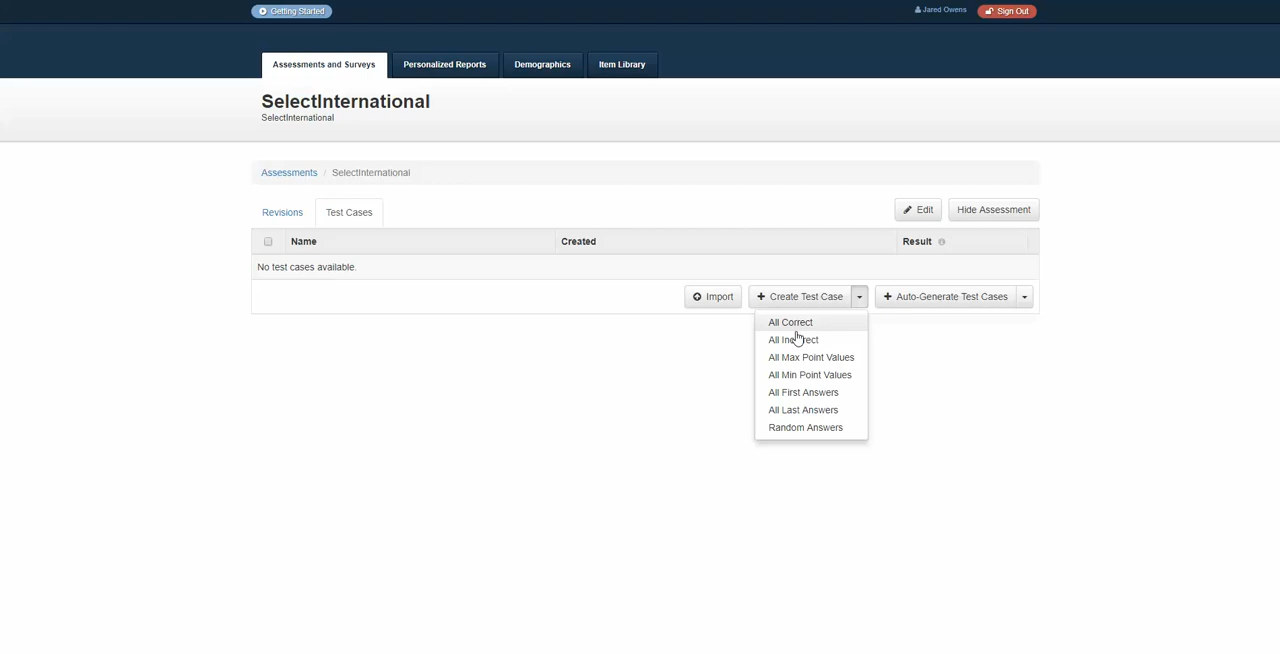 Getting Started
Jared Owens
Sign Out
Assessments and Surveys
Personalized Reports
Demographics
Item Library
SelectInternational
SelectInternational
Assessments / SelectInternational
Revisions
Test Cases
Edit
Hide Assessment
Name
Created
Result
No test cases available.
Import
Create Test Case
Auto-Generate Test Cases
All Correct
All Incorrect
All Max Point Values
All Min Point Values
All First Answers
All Last Answers
Random Answers